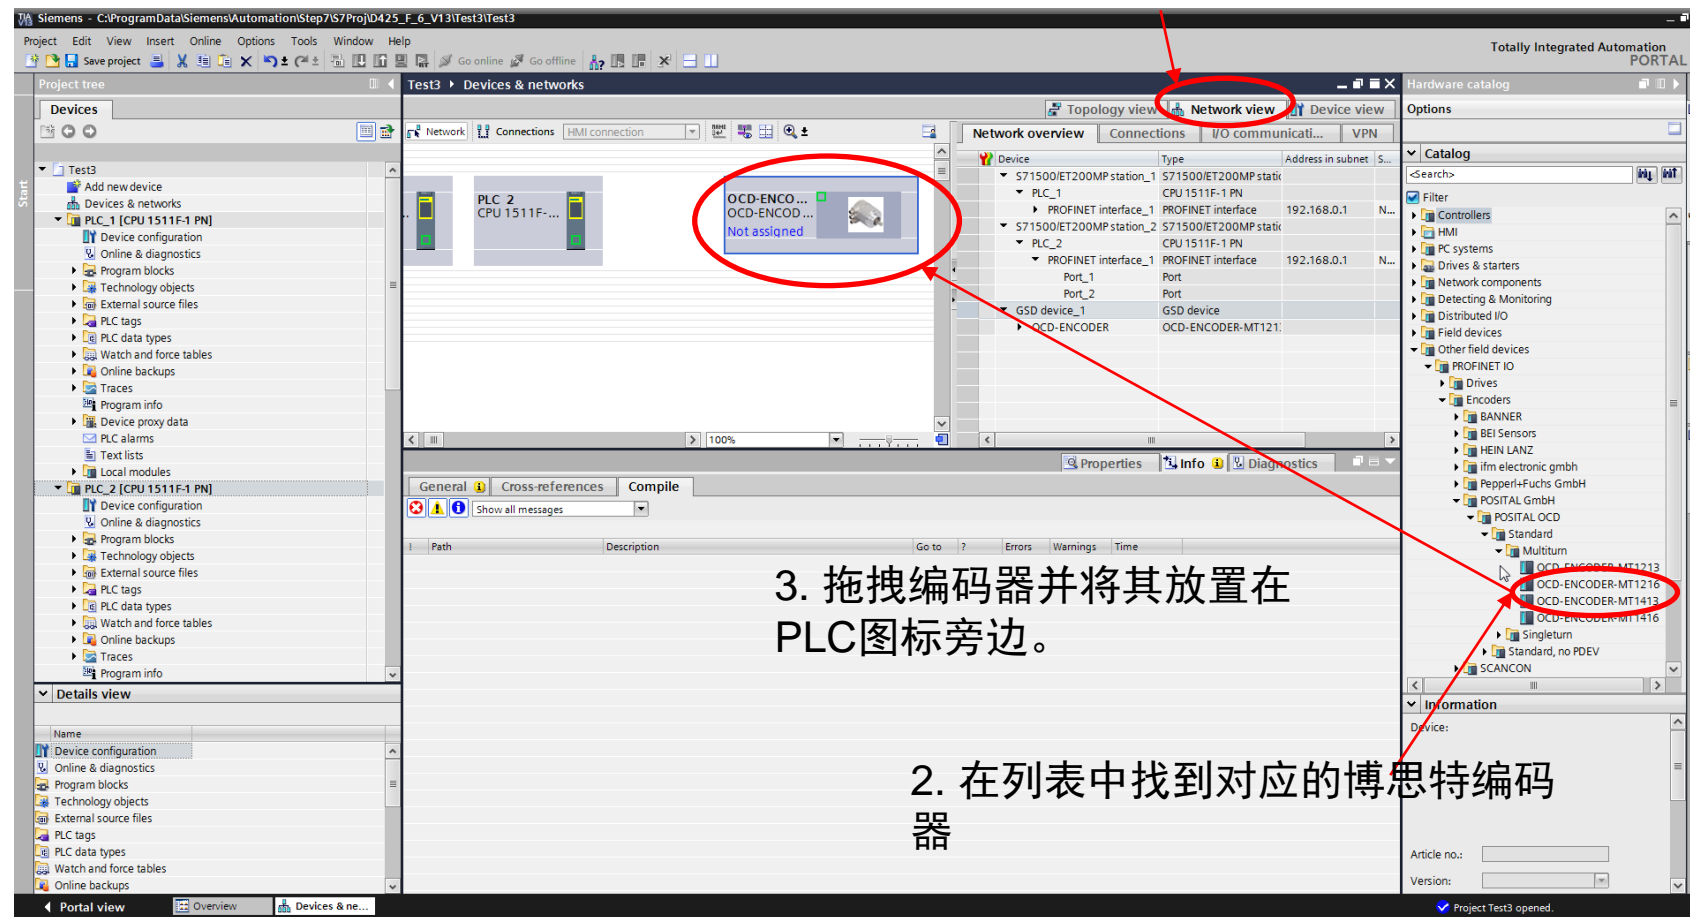 Siemens - C:\ProgramData\Siemens\Automation\Step7\S7Proj\D425_F_6_V13\Test3\Test3
Project Edit View Insert Online Options Tools Window Help
Totally Integrated Automation
PORTAL
Save project
Go online
Go offline
Project tree
Test3 ▸ Devices & networks
Hardware catalog
Devices
Topology view
Network view
Device view
Options
Network
Connections
HMI connection
Network overview
Connections
I/O communicati...
VPN
Start
Test3
Add new device
Devices & networks
PLC_1 [CPU 1511F-1 PN]
Device configuration
Online & diagnostics
Program blocks
Technology objects
External source files
PLC tags
PLC data types
Watch and force tables
Online backups
Traces
Program info
Device proxy data
PLC alarms
Text lists
Local modules
PLC_2 [CPU 1511F-1 PN]
Device configuration
Online & diagnostics
Program blocks
Technology objects
External source files
PLC tags
PLC data types
Watch and force tables
Online backups
Traces
Program info
PLC 2
CPU 1511F-...
OCD-ENCO...
OCD-ENCOD...
Not assigned
100%
Device Type Address in subnet S...
S71500/ET200MP station_1 S71500/ET200MP static
PLC_1 CPU 1511F-1 PN
PROFINET interface_1 PROFINET interface 192.168.0.1 N...
S71500/ET200MP station_2 S71500/ET200MP static
PLC_2 CPU 1511F-1 PN
PROFINET interface_1 PROFINET interface 192.168.0.1 N...
Port_1 Port
Port_2 Port
GSD device_1 GSD device
OCD-ENCODER OCD-ENCODER-MT121
Catalog
<Search>
Filter
Controllers
HMI
PC systems
Drives & starters
Network components
Detecting & Monitoring
Distributed I/O
Field devices
Other field devices
PROFINET IO
Drives
Encoders
BANNER
BEI Sensors
HEIN LANZ
ifm electronic gmbh
Pepperl+Fuchs GmbH
POSITAL GmbH
POSITAL OCD
Standard
Multiturn
OCD-ENCODER-MT1213
OCD-ENCODER-MT1216
OCD-ENCODER-MT1413
OCD-ENCODER-MT1416
Singleturn
Standard, no PDEV
SCANCON
Properties
Info
Diagnostics
General
Cross-references
Compile
Show all messages
! Path Description Go to ? Errors Warnings Time
3. 拖拽编码器并将其放置在
PLC图标旁边。
2. 在列表中找到对应的博思特编码
器
Details view
Name
Device configuration
Online & diagnostics
Program blocks
Technology objects
External source files
PLC tags
PLC data types
Watch and force tables
Online backups
Information
Device:
Article no.:
Version:
Portal view
Overview
Devices & ne...
Project Test3 opened.